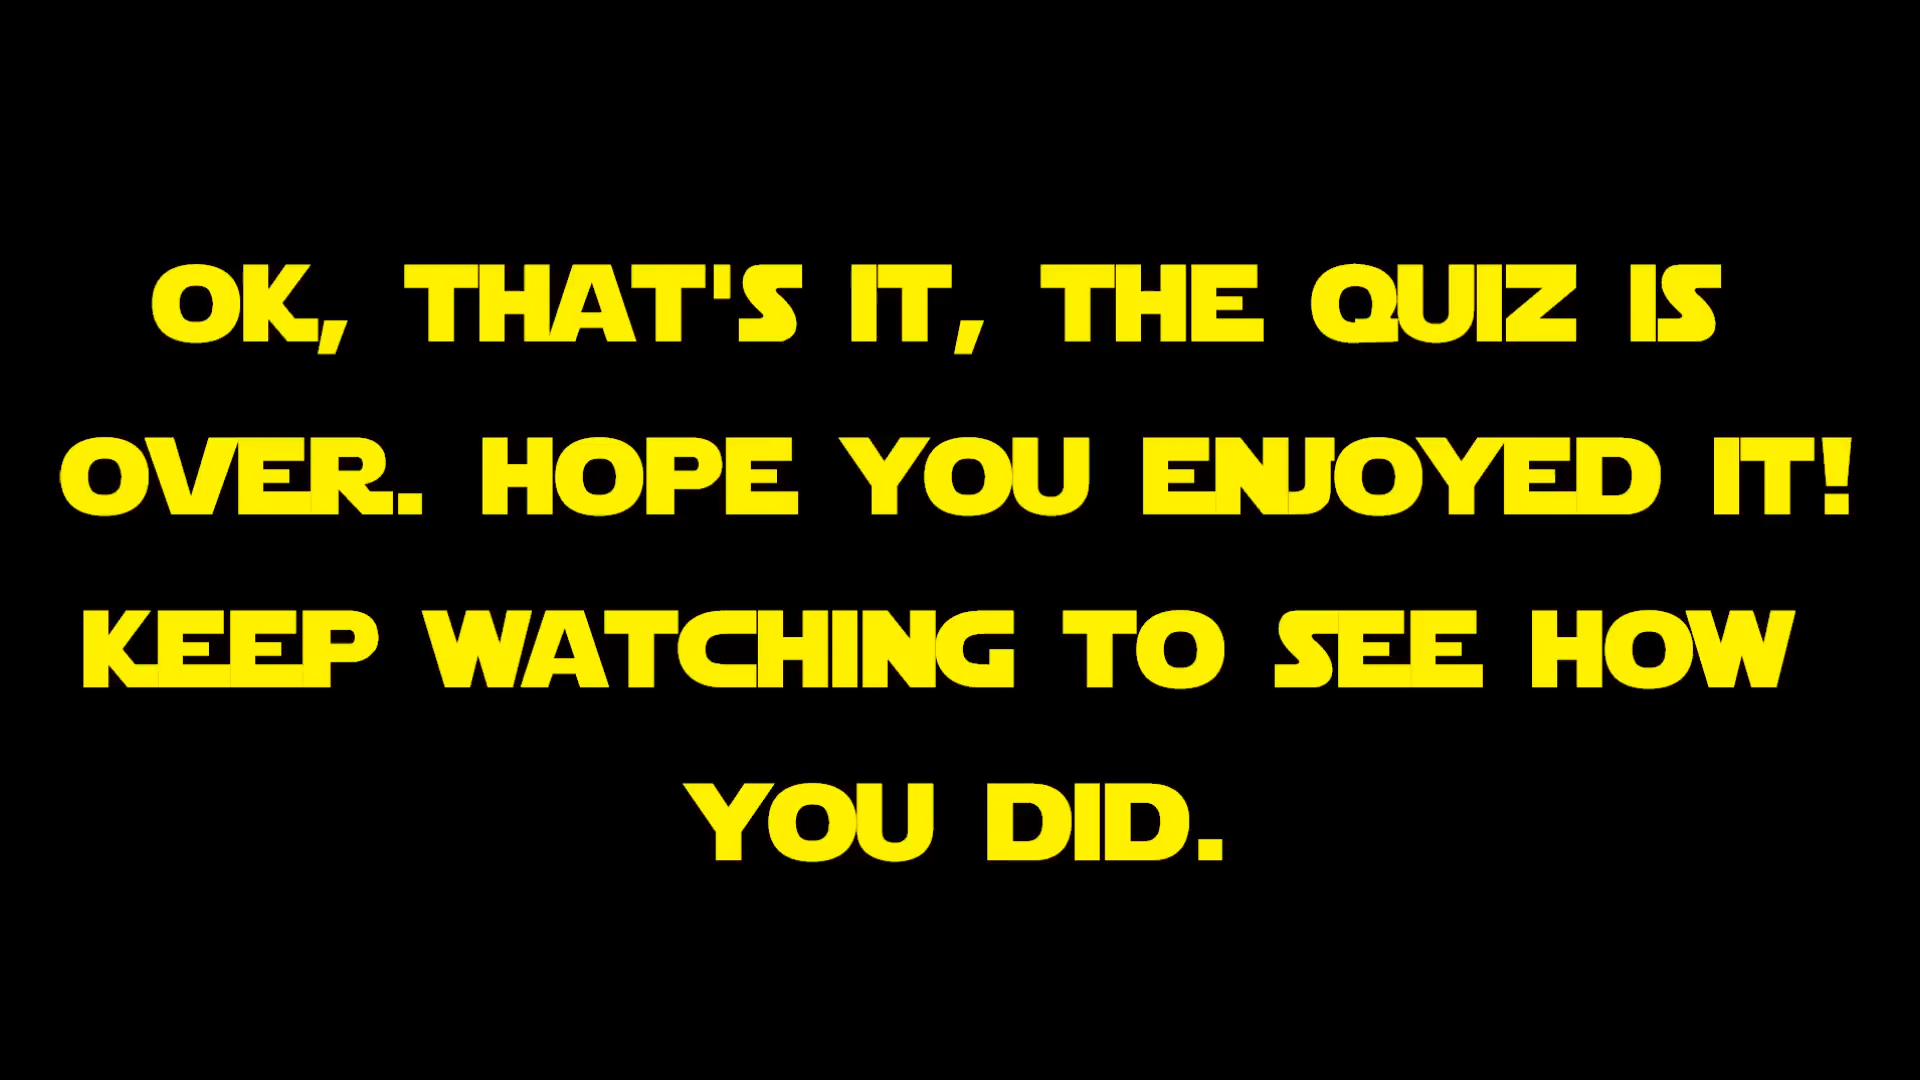 OK, THAT'S IT, THE QUIZ IS
OVER. HOPE YOU ENJOYED IT!
KEEP WATCHING TO SEE HOW
YOU DID.